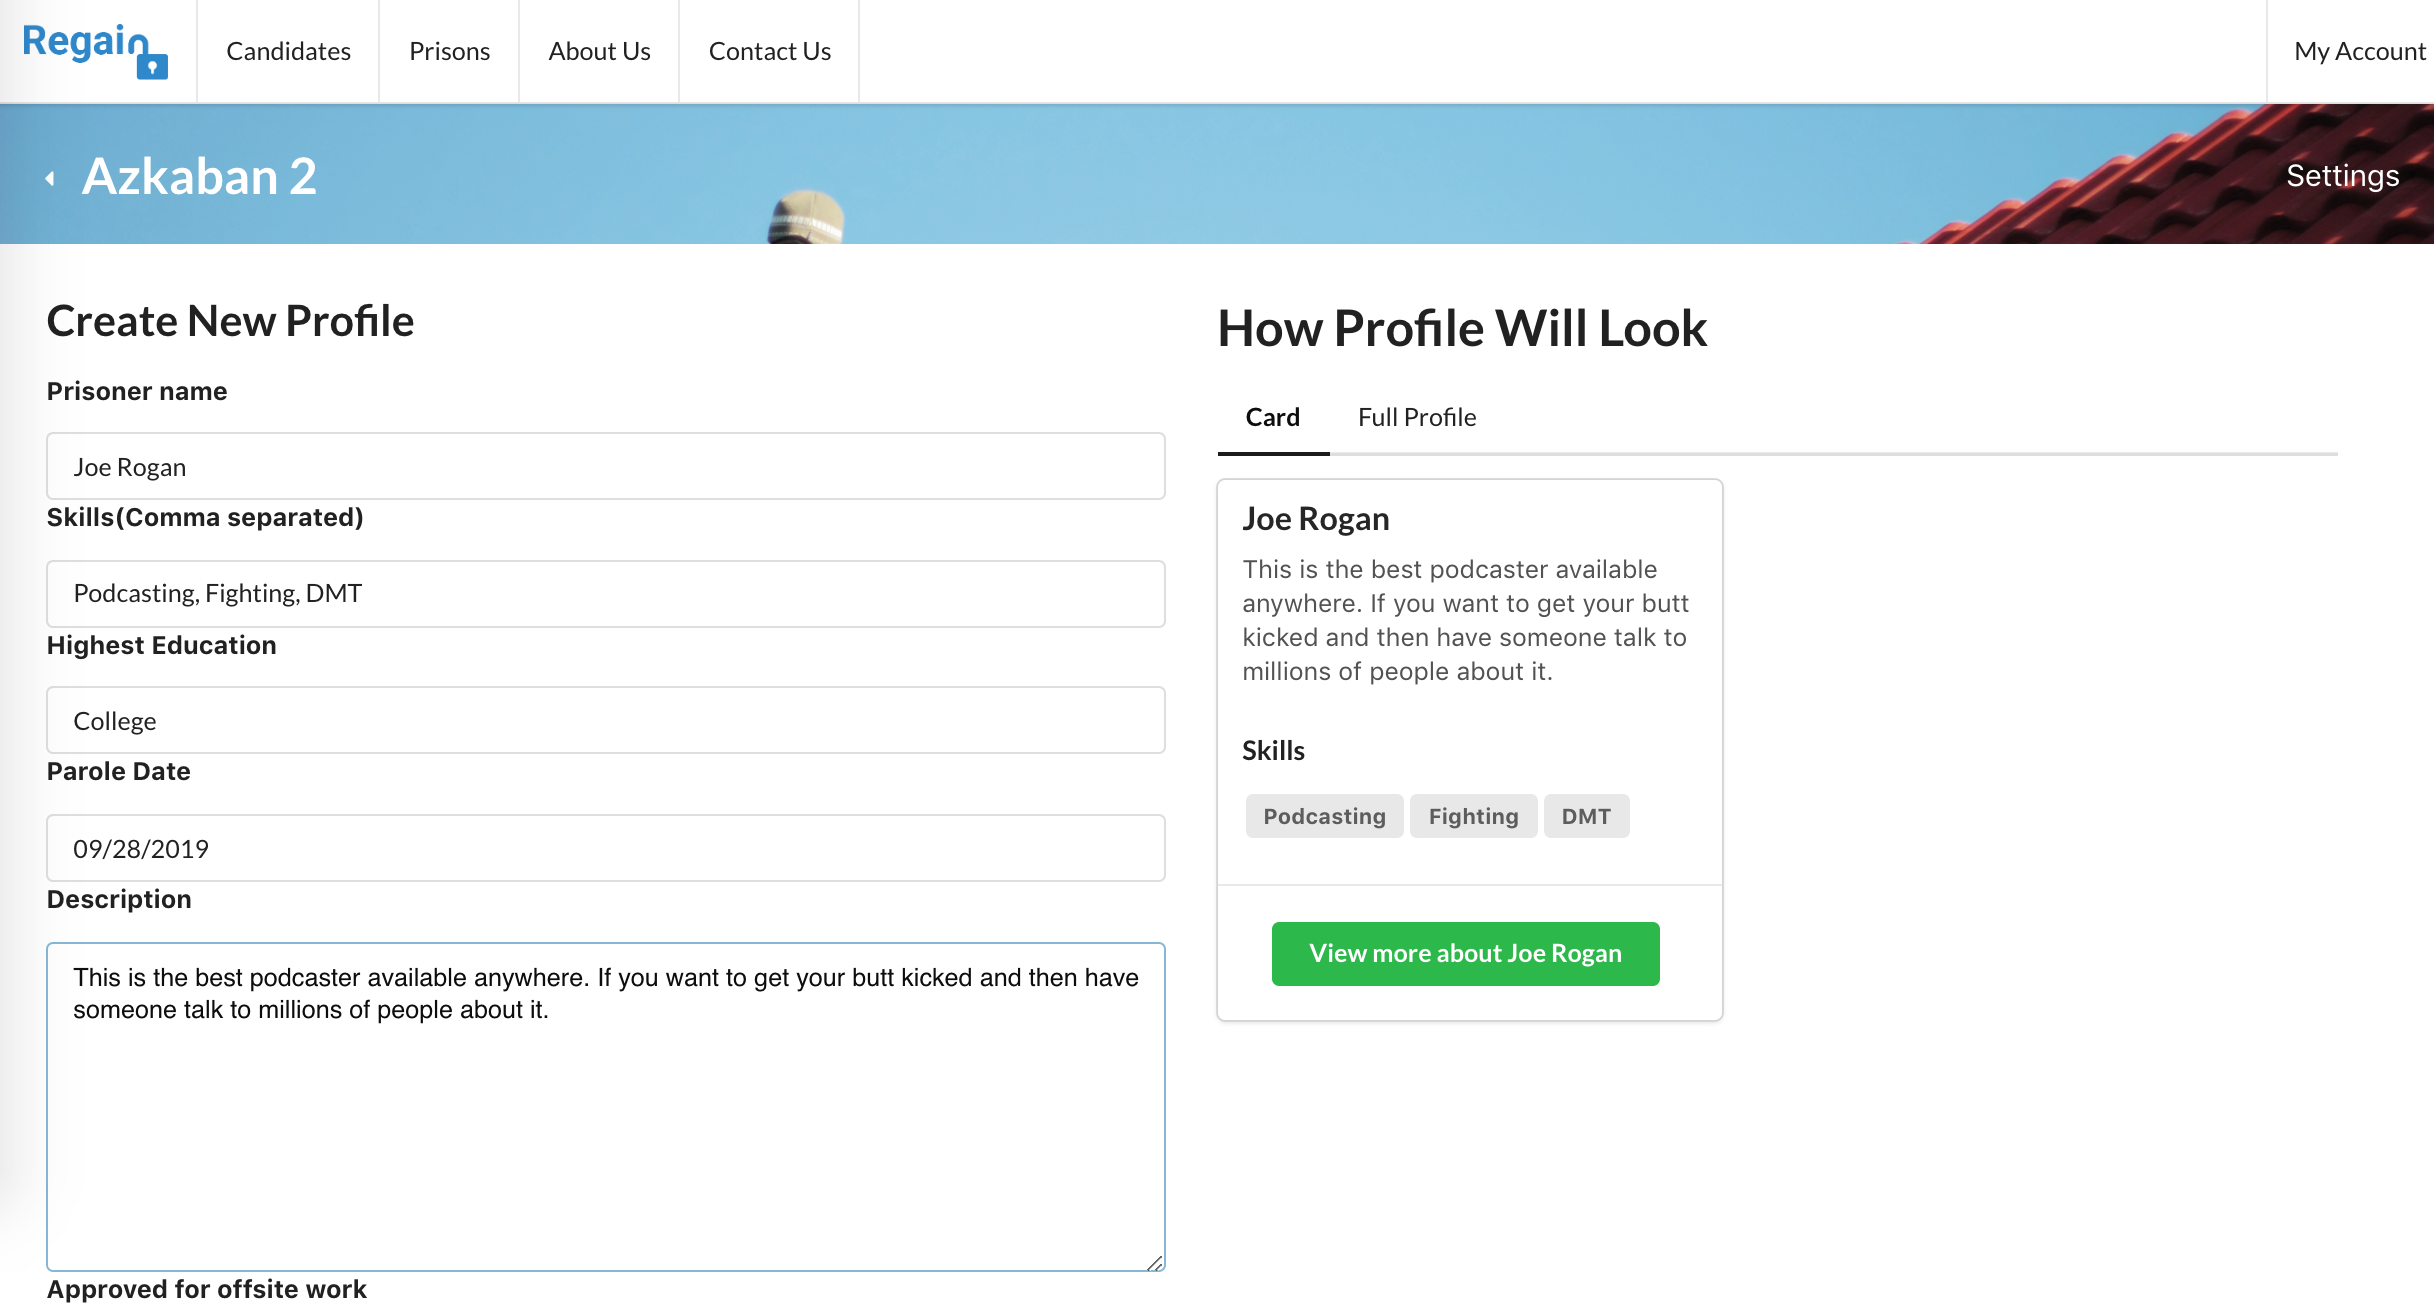 Regain
Candidates
Prisons
About Us
Contact Us
My Account
Azkaban 2
Settings
Create New Profile
Prisoner name
Joe Rogan
Skills(Comma separated)
Podcasting, Fighting, DMT
Highest Education
College
Parole Date
09/28/2019
Description
This is the best podcaster available anywhere. If you want to get your butt kicked and then have
someone talk to millions of people about it.
Approved for offsite work
How Profile Will Look
Card
Full Profile
Joe Rogan
This is the best podcaster available
anywhere. If you want to get your butt
kicked and then have someone talk to
millions of people about it.
Skills
Podcasting
Fighting
DMT
View more about Joe Rogan